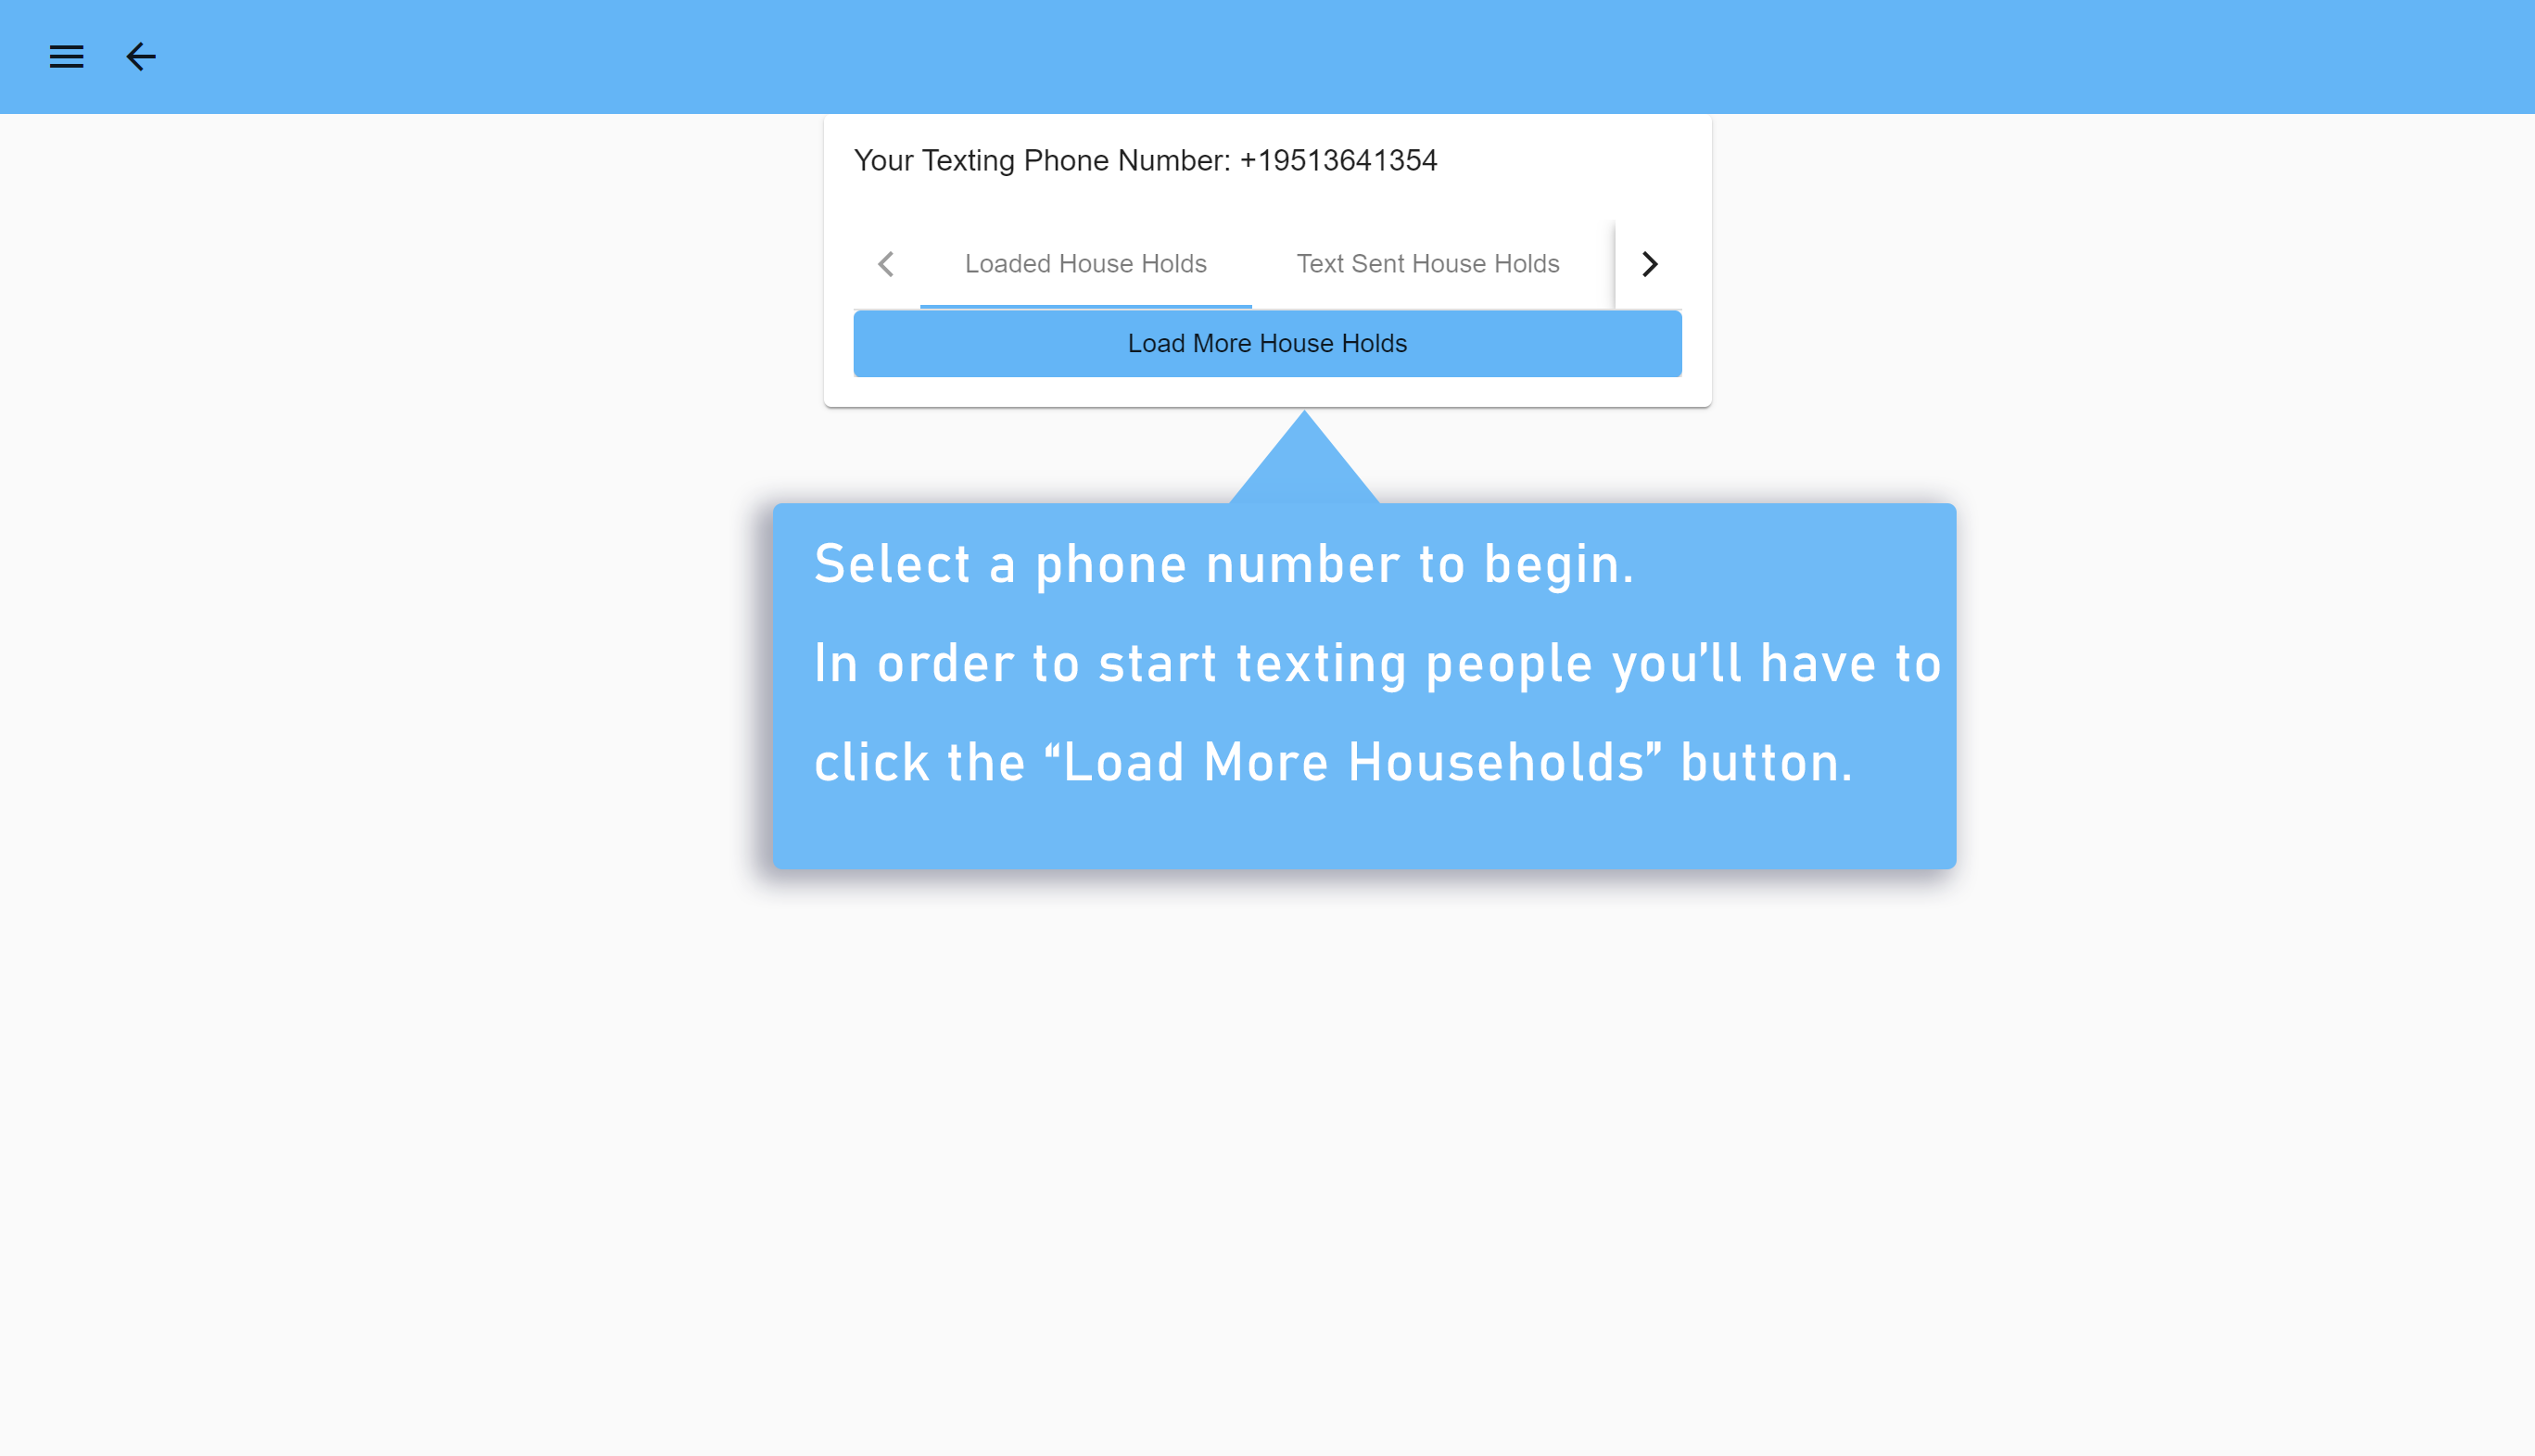 Your Texting Phone Number: +19513641354
Loaded House Holds
Text Sent House Holds
Load More House Holds
Select a phone number to begin.
In order to start texting people you’ll have to
click the “Load More Households” button.